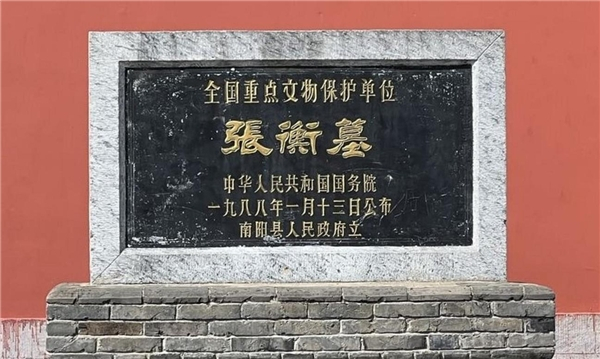 全国重点文物保护单位
張衡墓
中华人民共和国国务院
一九八八年一月十三日公布
南阳县人民政府立